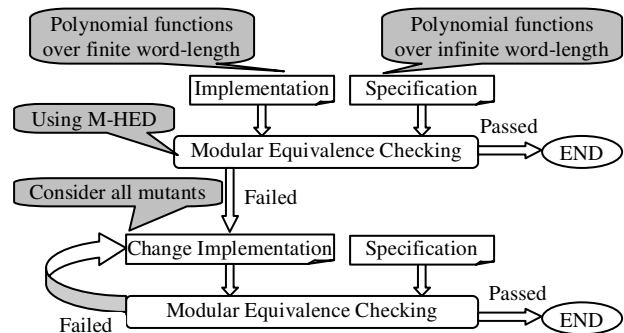 Polynomial functions
over finite word-length
Polynomial functions
over infinite word-length
Implementation
Specification
Using M-HED
Passed
Modular Equivalence Checking
END
Consider all mutants
Failed
Change Implementation
Specification
Passed
Modular Equivalence Checking
END
Failed